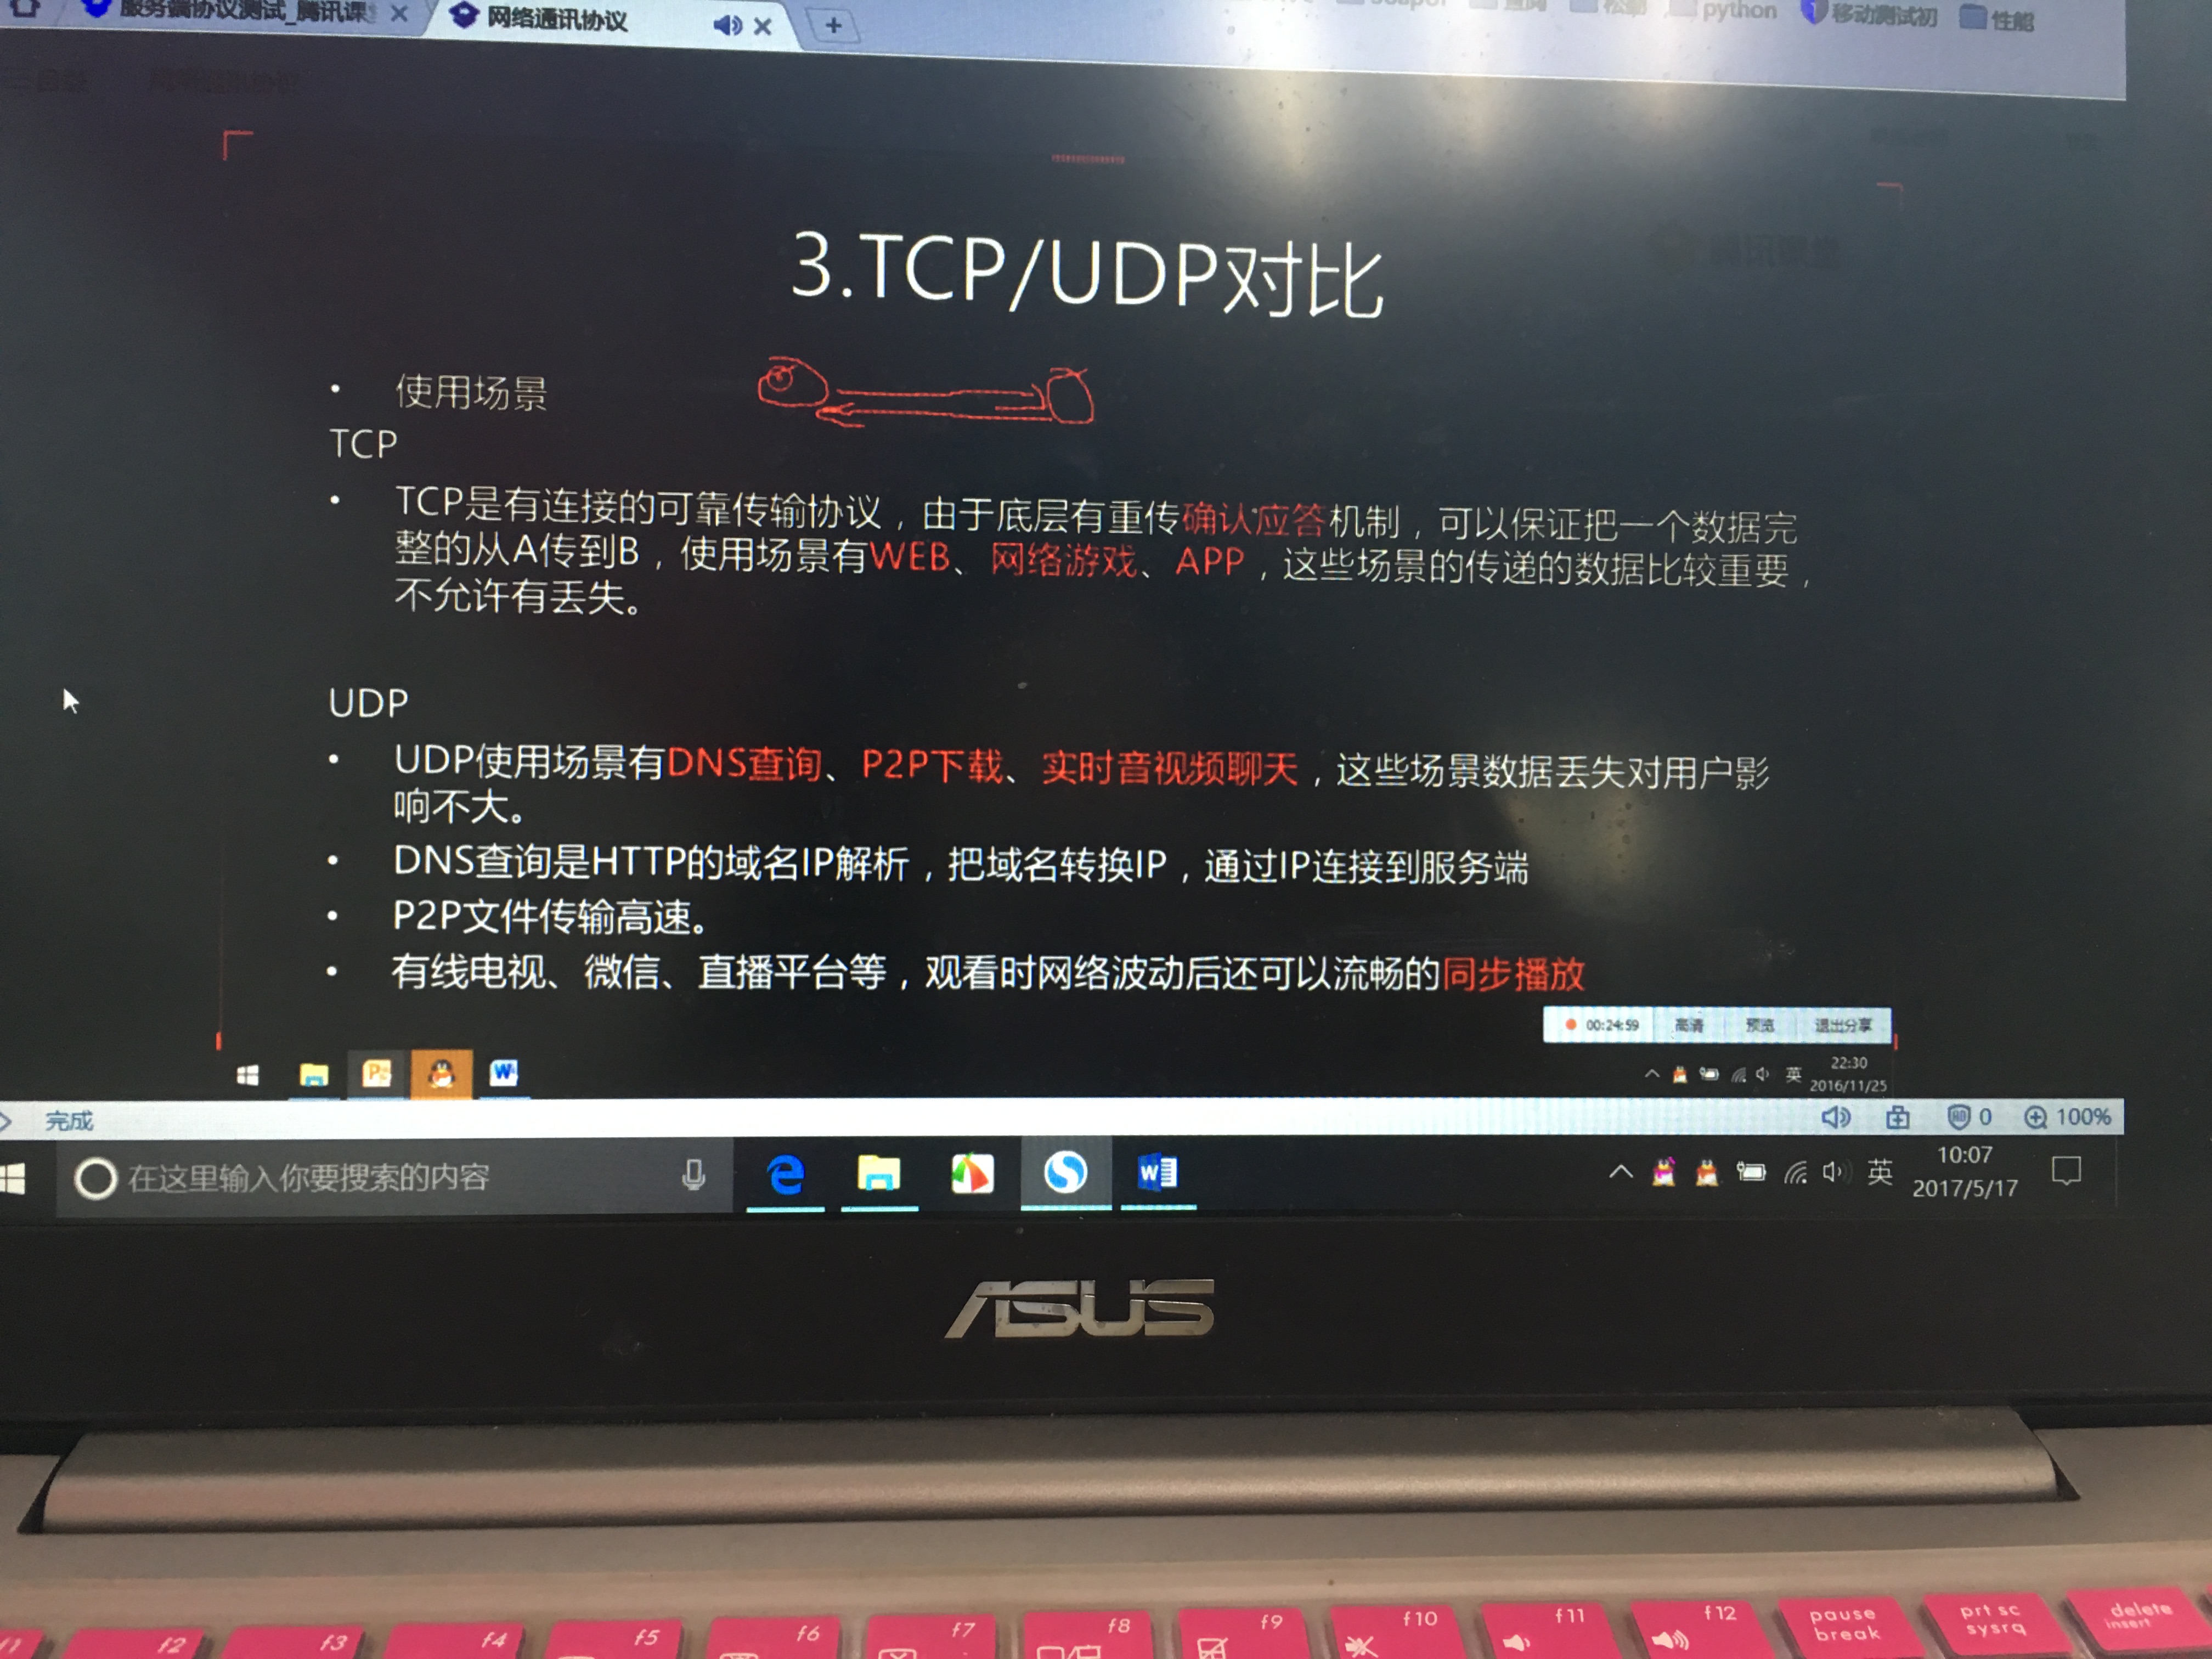 服务端协议测试_腾讯课
网络通讯协议
python
移动测试初
性能
3.TCP/UDP对比
• 使用场景
TCP
• TCP是有连接的可靠传输协议，由于底层有重传确认应答机制，可以保证把一个数据完
整的从A传到B，使用场景有WEB、网络游戏、APP，这些场景的传递的数据比较重要，
不允许有丢失。
UDP
• UDP使用场景有DNS查询、P2P下载、实时音视频聊天，这些场景数据丢失对用户影
响不大。
• DNS查询是HTTP的域名IP解析，把域名转换IP，通过IP连接到服务端
• P2P文件传输高速。
• 有线电视、微信、直播平台等，观看时网络波动后还可以流畅的同步播放
00:24:59 高清 预览 退出分享
英 22:30
2016/11/25
完成 0 100%
在这里输入你要搜索的内容
英 10:07
2017/5/17
ASUS
f1 f2 f3 f4 f5 f6 f7 f8 f9 f10 f11 f12 pause break prt sc sysrq delete insert